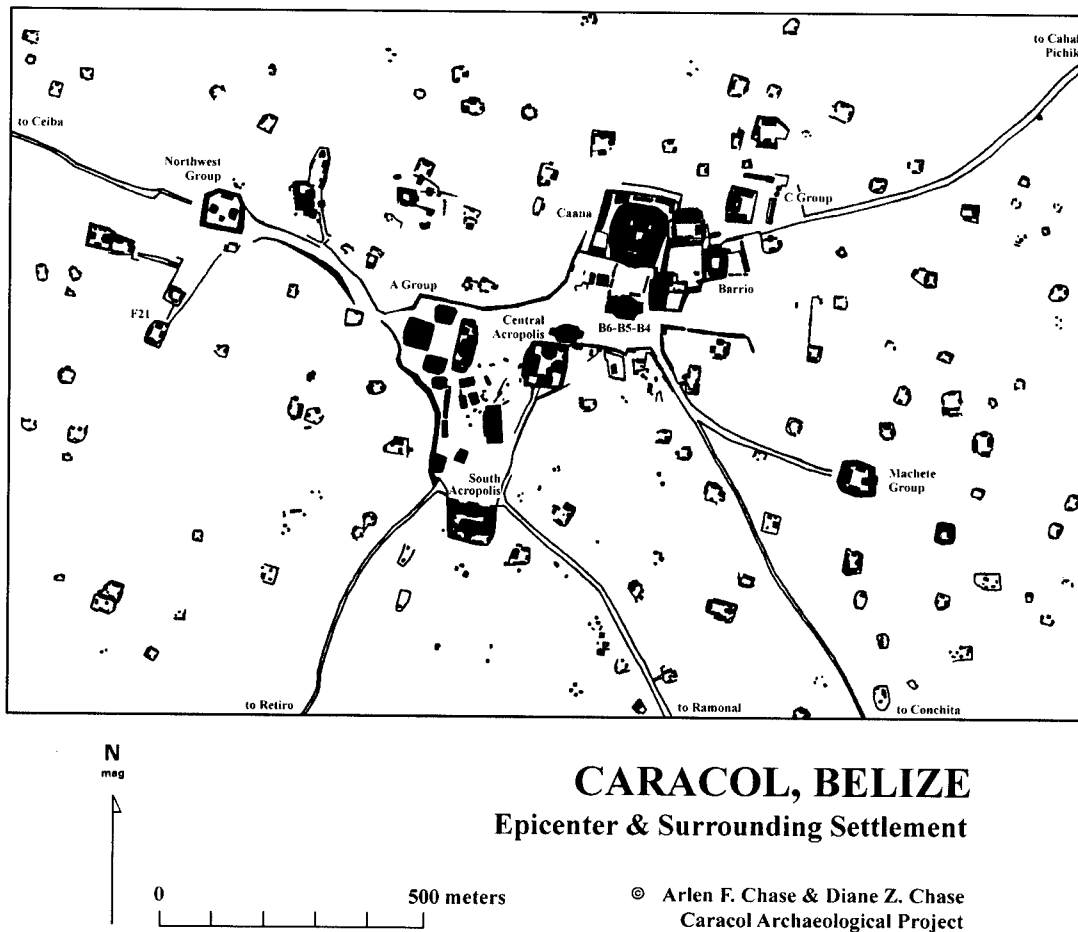 to Cahal
Pichik
to Ceiba
Northwest
Group
C Group
Caana
A Group
Barrio
F21
Central
Acropolis
B6-B5-B4
South
Acropolis
Machete
Group
to Retiro
to Ramonal
to Conchita
N
mag
CARACOL, BELIZE
Epicenter & Surrounding Settlement
0
500 meters
© Arlen F. Chase & Diane Z. Chase
Caracol Archaeological Project